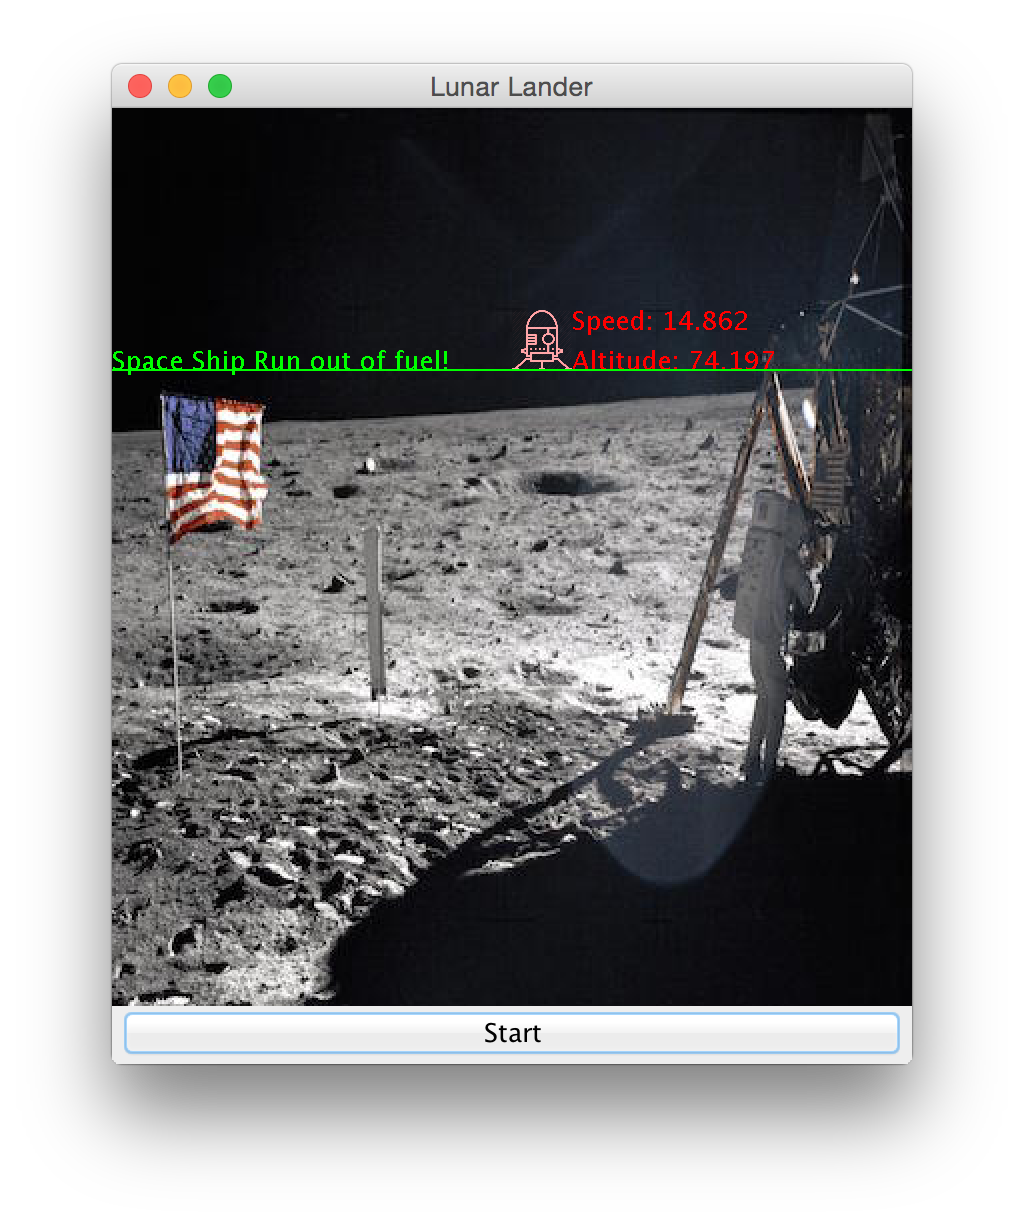 Lunar Lander
Speed: 14.862
Space Ship Run out of fuel!
Altitude: 74.197
Start